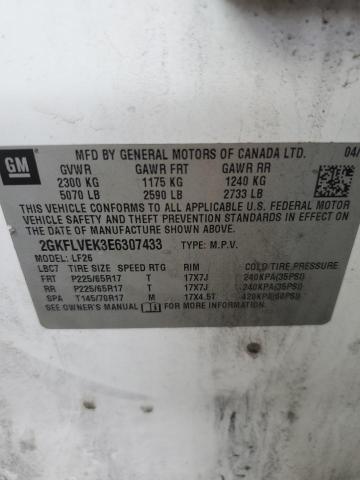 GM
MFD BY GENERAL MOTORS OF CANADA LTD. 04/
GVWR GAWR FRT GAWR RR
2300 KG 1175 KG 1240 KG
5070 LB 2590 LB 2733 LB
THIS VEHICLE CONFORMS TO ALL APPLICABLE U.S. FEDERAL MOTOR
VEHICLE SAFETY AND THEFT PREVENTION STANDARDS IN EFFECT
ON THE DATE OF MANUFACTURE SHOWN ABOVE.
2GKFLVEK3E6307433 TYPE: M.P.V.
MODEL: LF26
LBC7 TIRE SIZE SPEED RTG RIM COLD TIRE PRESSURE
FRT P225/65R17 T 17X7J 240KPA(35PSI)
RR P225/65R17 T 17X7J 240KPA(35PSI)
SPA T145/70R17 M 17X4.5T 420KPA(60PSI)
SEE OWNER'S MANUAL FOR MORE INFORMATION.